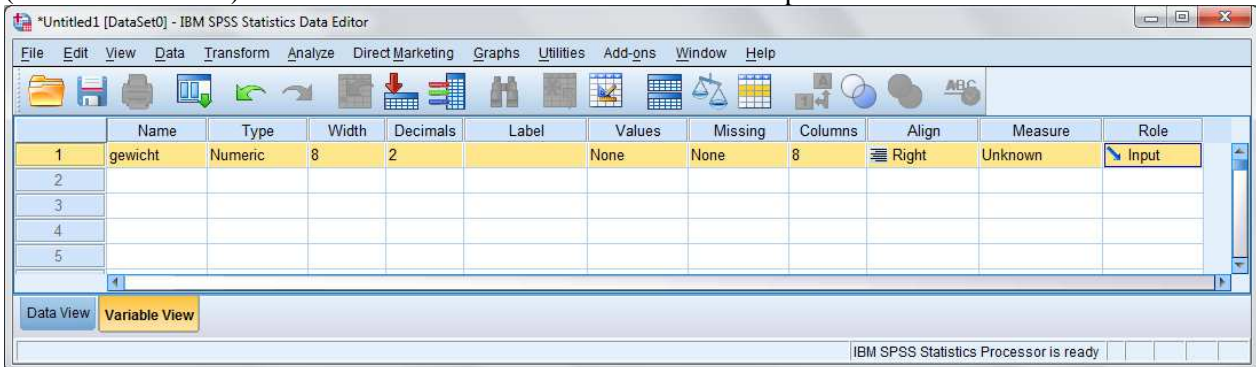 *Untitled1 [DataSet0] - IBM SPSS Statistics Data Editor
File Edit View Data Transform Analyze Direct Marketing Graphs Utilities Add-ons Window Help
Name Type Width Decimals Label Values Missing Columns Align Measure Role
1 gewicht Numeric 8 2 None None 8 Right Unknown Input
2
3
4
5
Data View Variable View
IBM SPSS Statistics Processor is ready